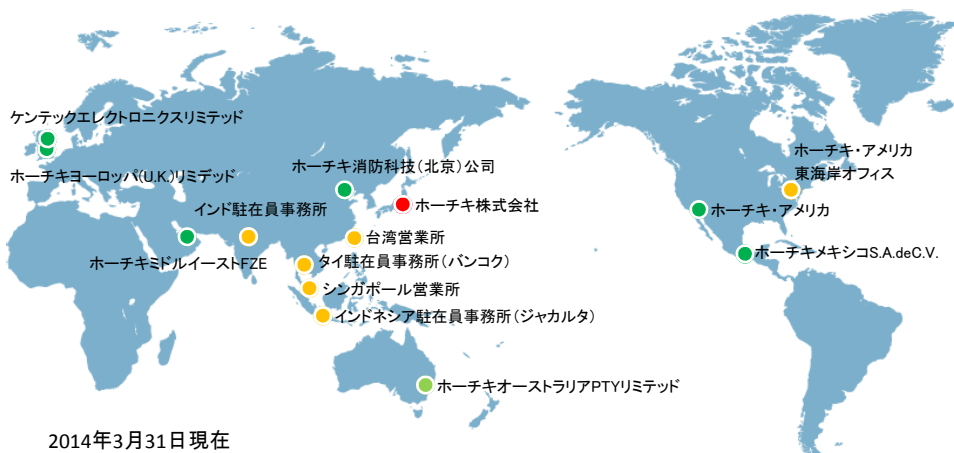 ケンテックエレクトロニクスリミテッド
ホーチキヨーロッパ(U.K.)リミデッド
ホーチキ消防科技(北京)公司
ホーチキ株式会社
インド駐在員事務所
台湾営業所
ホーチキミドルイーストFZE
タイ駐在員事務所(バンコク)
シンガポール営業所
インドネシア駐在員事務所(ジャカルタ)
ホーチキオーストラリアPTYリミテッド
ホーチキ・アメリカ
東海岸オフィス
ホーチキ・アメリカ
ホーチキメキシコS.A.deC.V.
2014年3月31日現在